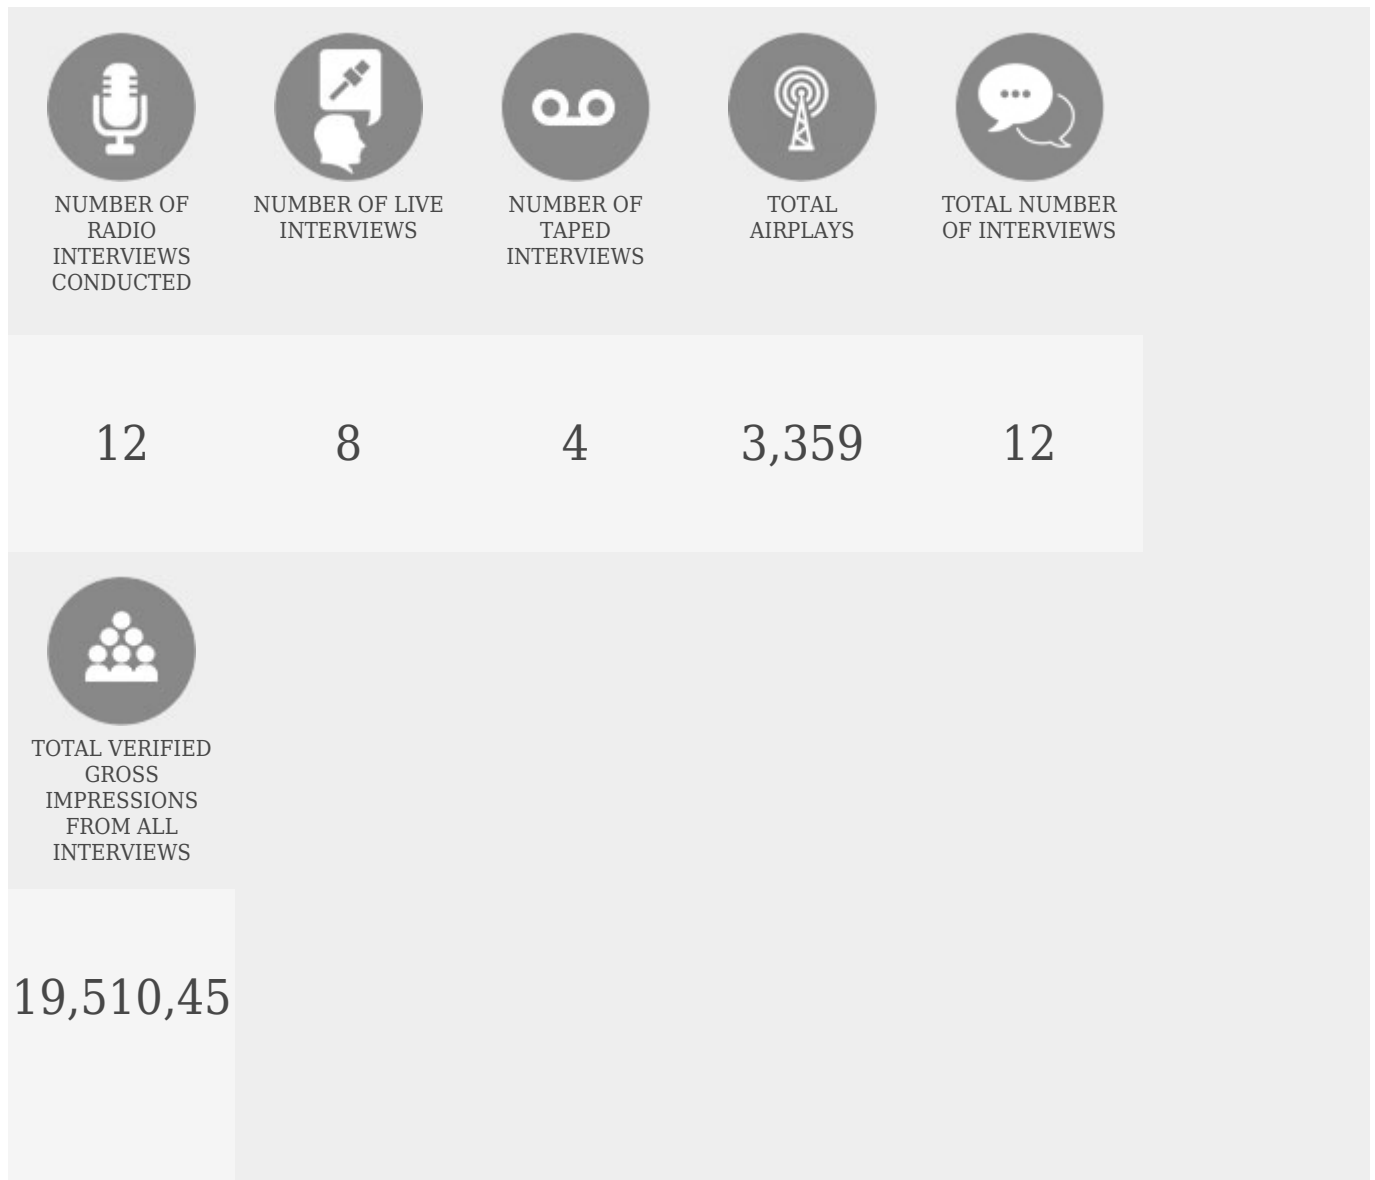 NUMBER OF
RADIO
INTERVIEWS
CONDUCTED
NUMBER OF LIVE
INTERVIEWS
NUMBER OF
TAPED
INTERVIEWS
TOTAL
AIRPLAYS
TOTAL NUMBER
OF INTERVIEWS
12
8
4
3,359
12
TOTAL VERIFIED
GROSS
IMPRESSIONS
FROM ALL
INTERVIEWS
19,510,45